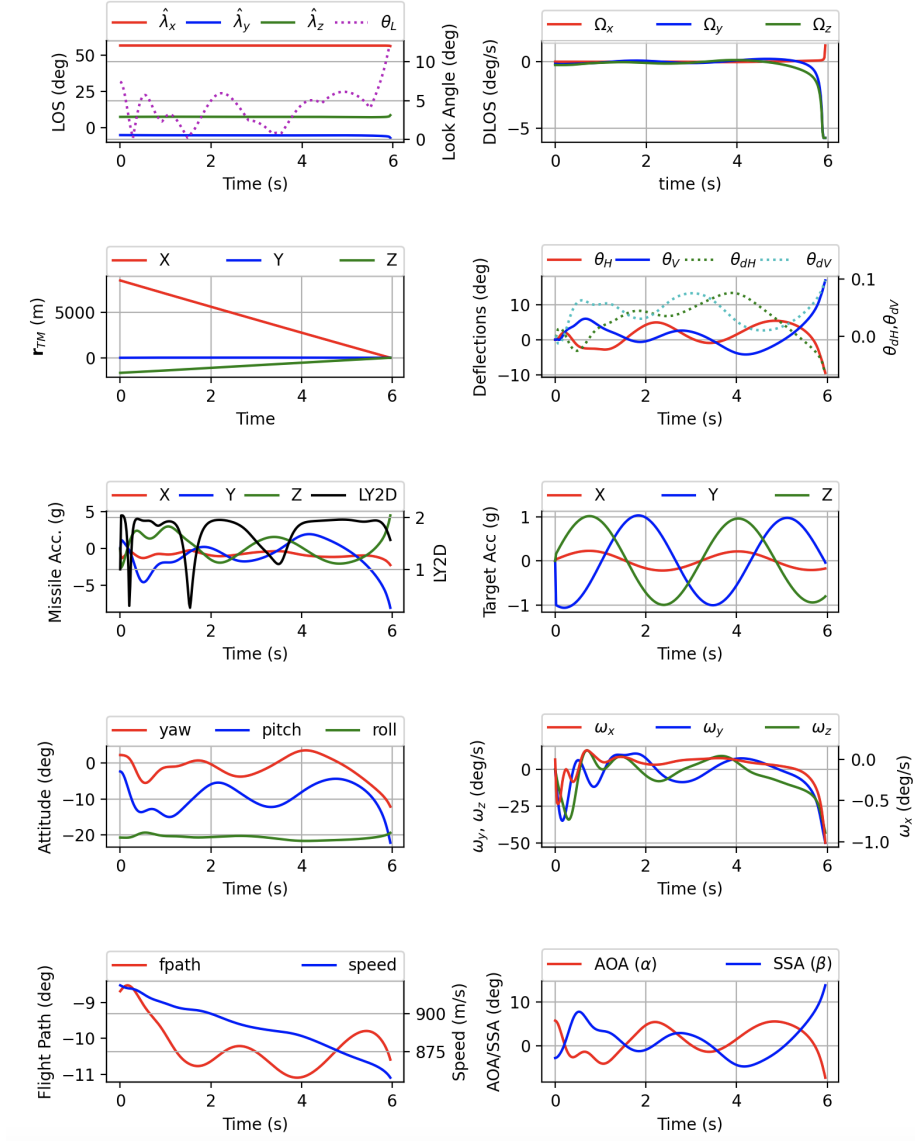 λ̂x λ̂y λ̂z θL
Ωx Ωy Ωz
LOS (deg)
50
25
0
10
5
0
Look Angle (deg)
DLOS (deg/s)
0
−5
0 2 4 6
0 2 4 6
Time (s)
time (s)
X Y Z
θH θV θdH θdV
rTM (m)
5000
0
Deflections (deg)
10
0
−10
0.1
0.0
θdH,θdV
0 2 4 6
0 2 4 6
Time
Time (s)
X Y Z LY2D
X Y Z
Missile Acc. (g)
5
0
−5
2
1
LY2D
Target Acc (g)
1
0
−1
0 2 4 6
0 2 4 6
Time (s)
Time (s)
yaw pitch roll
ωx ωy ωz
Attitude (deg)
0
−10
−20
ωy, ωz (deg/s)
0
−25
−50
0.0
−0.5
−1.0
ωx (deg/s)
0 2 4 6
0 2 4 6
Time (s)
Time (s)
fpath speed
AOA (α) SSA (β)
Flight Path (deg)
−9
−10
−11
900
875
Speed (m/s)
AOA/SSA (deg)
10
0
0 2 4 6
0 2 4 6
Time (s)
Time (s)